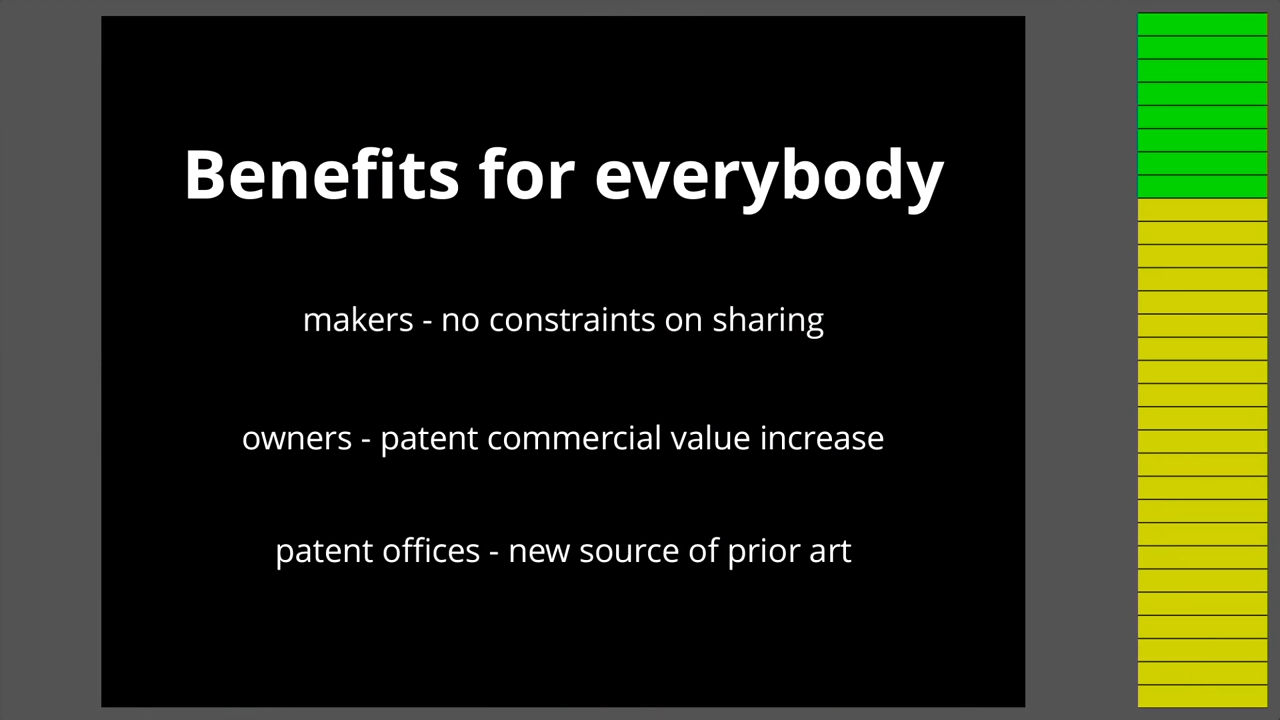 Benefits for everybody
makers - no constraints on sharing
owners - patent commercial value increase
patent offices - new source of prior art